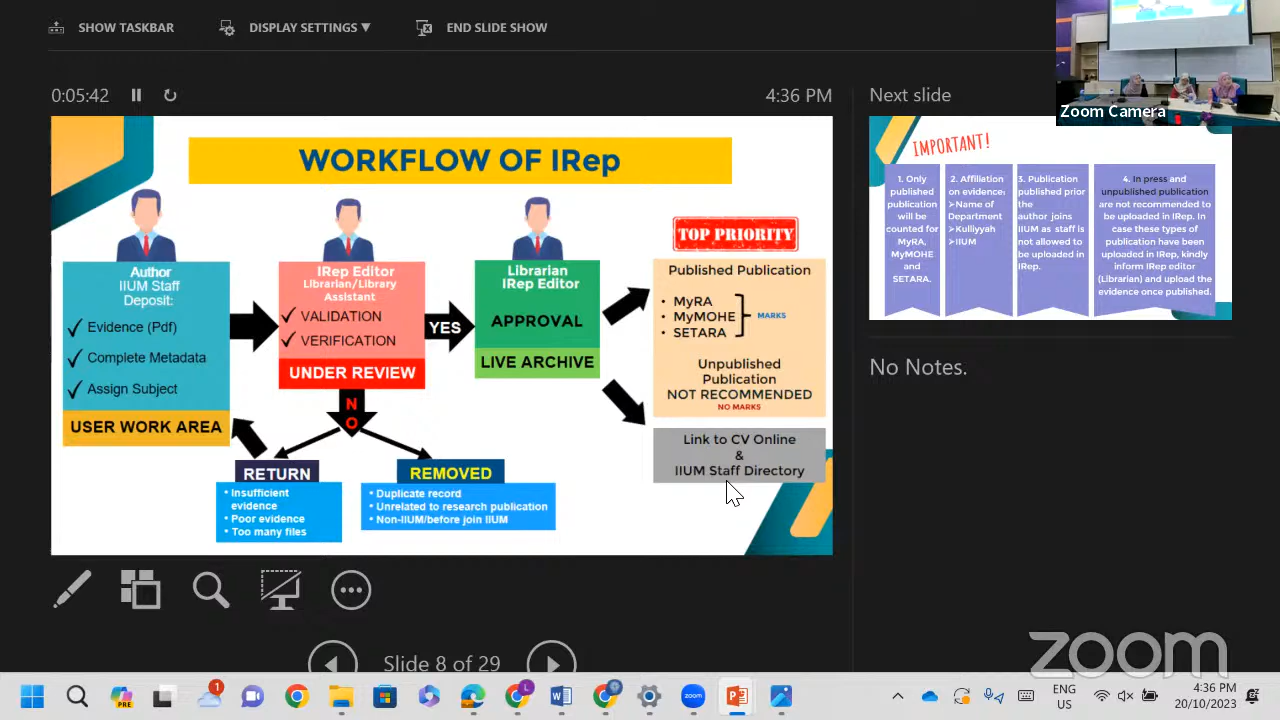 SHOW TASKBAR
DISPLAY SETTINGS ▼
END SLIDE SHOW
Zoom Camera
0:05:42
4:36 PM
Next slide
WORKFLOW OF IRep
Author
IIUM Staff
Deposit:
✓ Evidence (Pdf)
✓ Complete Metadata
✓ Assign Subject
USER WORK AREA
IRep Editor
Librarian/Library
Assistant
✓ VALIDATION
✓ VERIFICATION
UNDER REVIEW
YES
NO
Librarian
IRep Editor
APPROVAL
LIVE ARCHIVE
TOP PRIORITY
Published Publication
• MyRA
• MyMOHE
• SETARA
MARKS
Unpublished
Publication
NOT RECOMMENDED
NO MARKS
Link to CV Online
&
IIUM Staff Directory
RETURN
• Insufficient
evidence
• Poor evidence
• Too many files
REMOVED
• Duplicate record
• Unrelated to research publication
• Non-IIUM/before join IIUM
IMPORTANT!
1. Only
published
publication
will be
counted for
MyRA,
MyMOHE
and
SETARA.
2. Affiliation
on evidence:
➢Name of
Department
➢Kulliyyah
➢IIUM
3. Publication
published prior
the
author joins
IIUM as staff is
not allowed to
be uploaded in
IRep.
4. In press and
unpublished publication
are not recommended to
be uploaded in IRep. In
case these types of
publication have been
uploaded in IRep, kindly
inform IRep editor
(Librarian) and upload the
evidence once published.
No Notes.
Slide 8 of 29
zoom
1
PRE
L
zoom
ENG
US
4:36 PM
20/10/2023